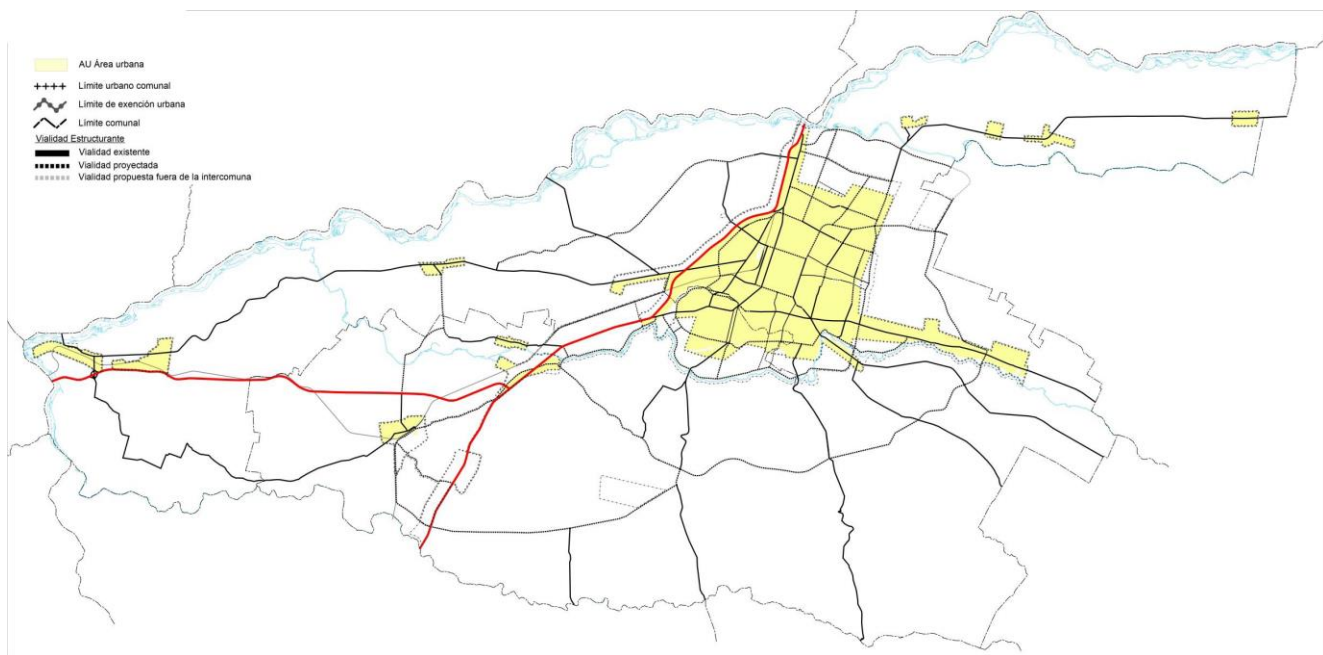 AU Área urbana
Límite urbano comunal
Límite de exención urbana
Límite comunal
Vialidad Estructurante
Vialidad existente
Vialidad proyectada
Vialidad propuesta fuera de la intercomuna